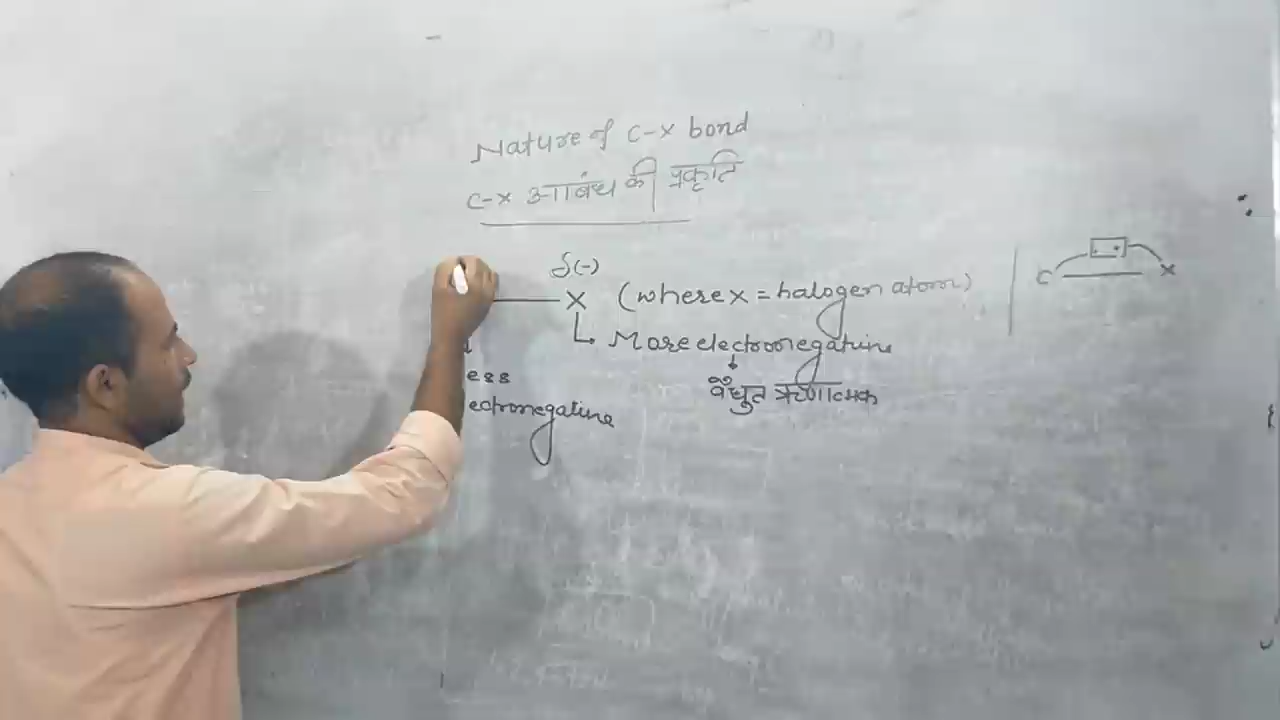 Nature of C-X bond
C-X आबंध की प्रकृति
δ(-)
X (where X = halogen atom)
More electronegative
वैधुत ऋणात्मक
ess
ectronegative
C X